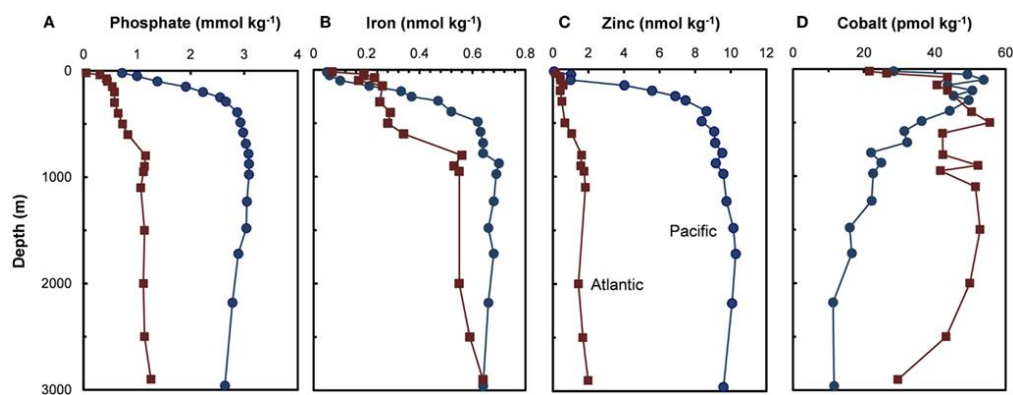 A Phosphate (mmol kg⁻¹) B Iron (nmol kg⁻¹) C Zinc (nmol kg⁻¹) D Cobalt (pmol kg⁻¹)
0 1 2 3 4 0 0.2 0.4 0.6 0.8 0 2 4 6 8 10 12 0 20 40 60
0
1000
Depth (m)
Pacific
2000
Atlantic
3000